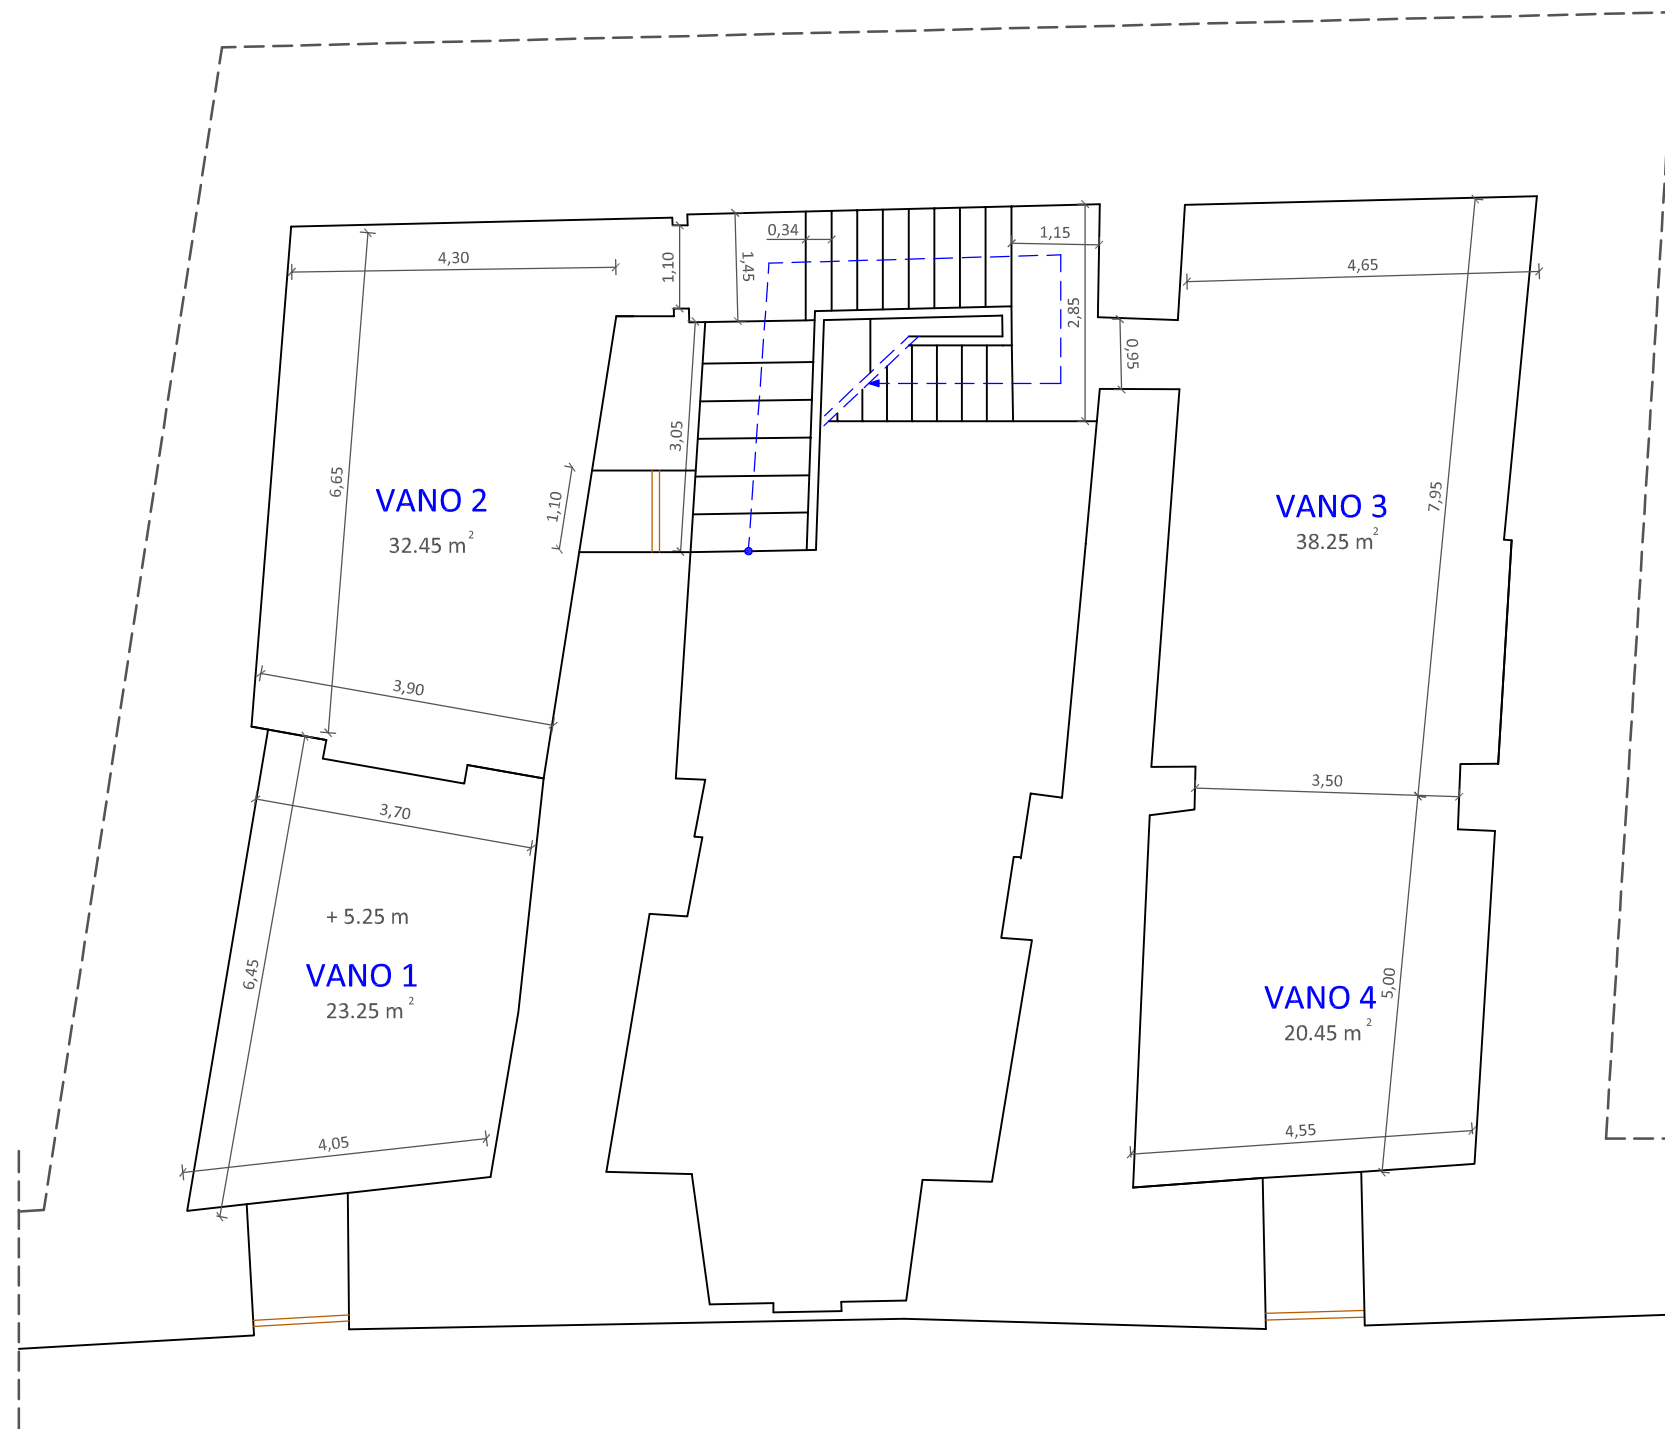 0,34
1,15
4,30
1,10
1,45
4,65
2,85
0,95
3,05
6,65
VANO 2
32.45 m²
1,10
VANO 3
38.25 m²
7,95
3,90
3,50
3,70
+ 5.25 m
6,45
VANO 1
23.25 m²
VANO 4
20.45 m²
5,00
4,05
4,55